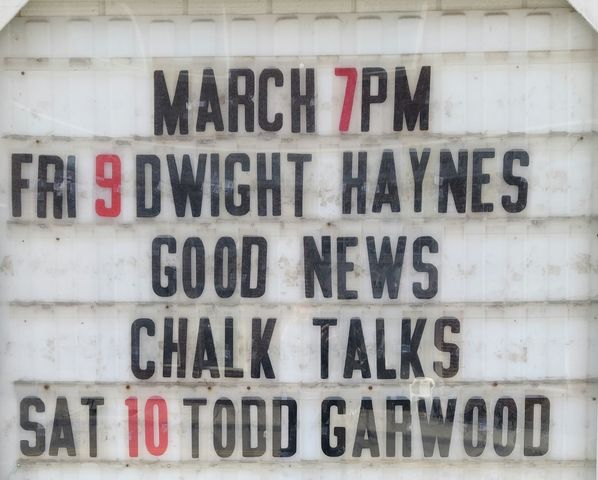 MARCH 7PM
FRI 9 DWIGHT HAYNES
GOOD NEWS
CHALK TALKS
SAT 10 TODD GARWOOD